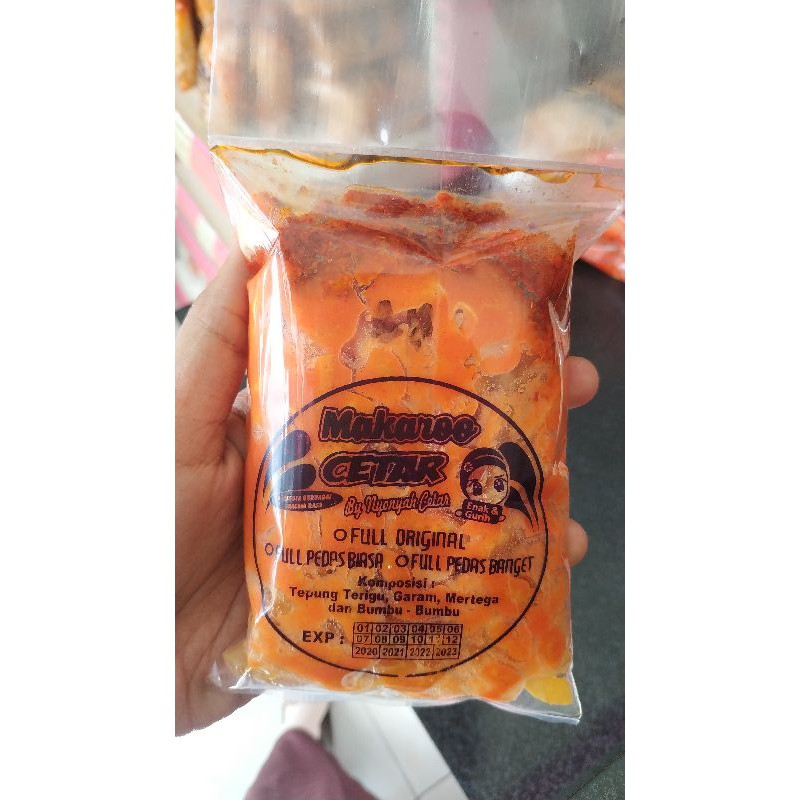 Makaroo
CETAR
By Nyonyah Cetar
Enak &
Gurih
FULL ORIGINAL
FULL PEDAS BIASA FULL PEDAS BANGET
Komposisi :
Tepung Terigu, Garam, Mertega
dan Bumbu - Bumbu
EXP : 01 02 03 04 05 06
07 08 09 10 11 12
2020 2021 2022 2023